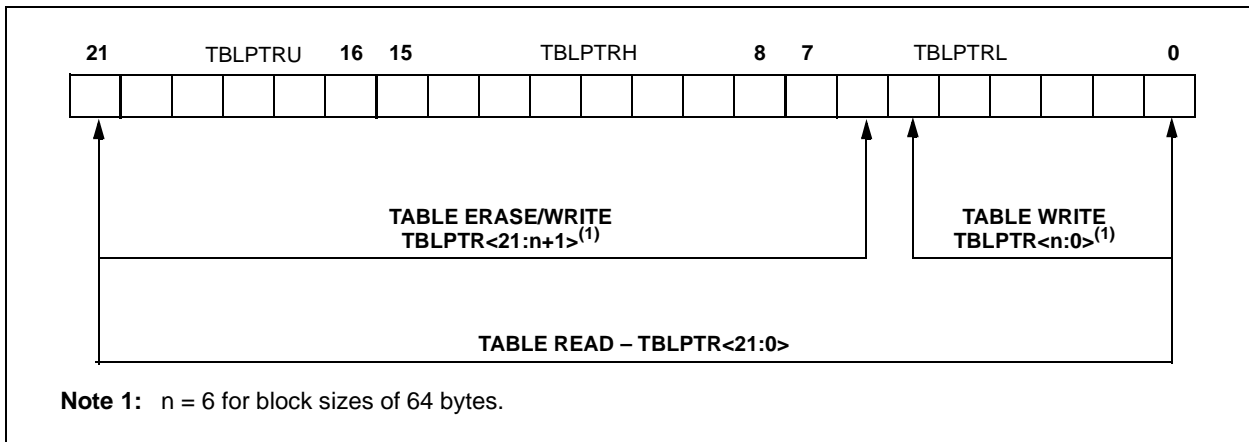 21 TBLPTRU 16 15 TBLPTRH 8 7 TBLPTRL 0
TABLE ERASE/WRITE TABLE WRITE
TBLPTR<21:n+1>(1) TBLPTR<n:0>(1)
TABLE READ – TBLPTR<21:0>
Note 1: n = 6 for block sizes of 64 bytes.